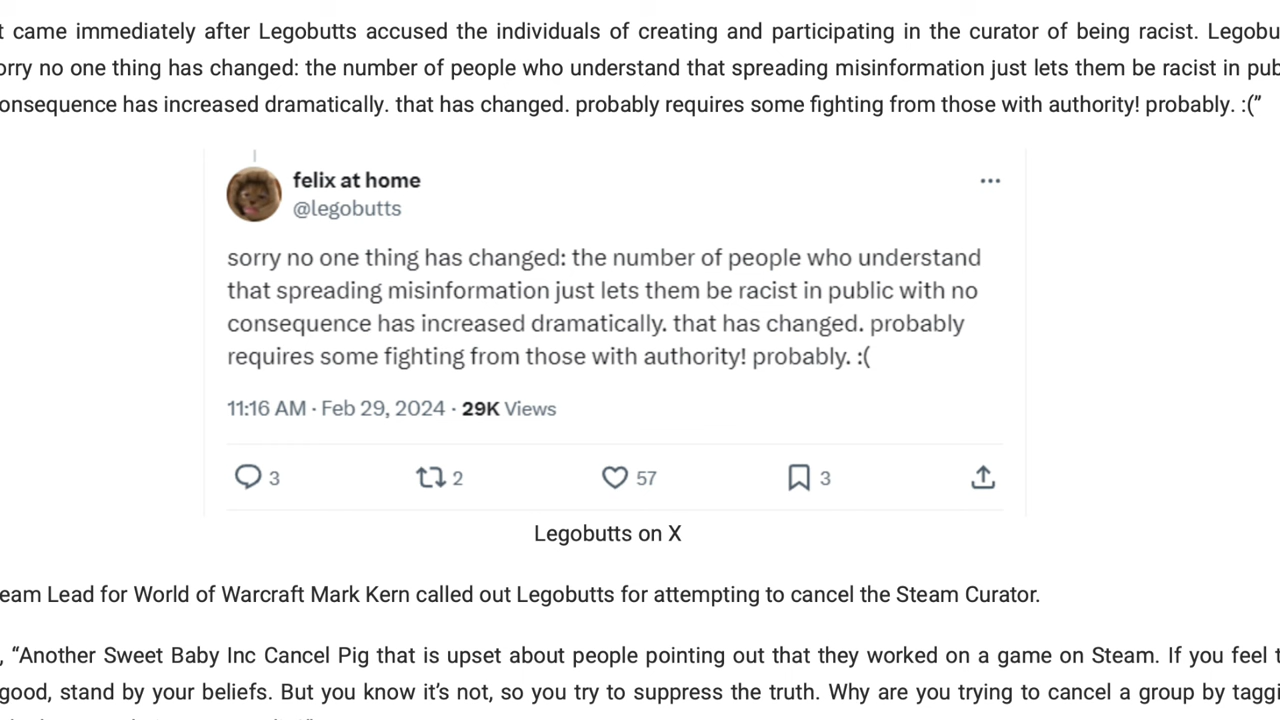 t came immediately after Legobutts accused the individuals of creating and participating in the curator of being racist. Legobu
orry no one thing has changed: the number of people who understand that spreading misinformation just lets them be racist in pub
onsequence has increased dramatically. that has changed. probably requires some fighting from those with authority! probably. :(”
felix at home
@legobutts
sorry no one thing has changed: the number of people who understand
that spreading misinformation just lets them be racist in public with no
consequence has increased dramatically. that has changed. probably
requires some fighting from those with authority! probably. :(
11:16 AM · Feb 29, 2024 · 29K Views
3 2 57 3
Legobutts on X
eam Lead for World of Warcraft Mark Kern called out Legobutts for attempting to cancel the Steam Curator.
, “Another Sweet Baby Inc Cancel Pig that is upset about people pointing out that they worked on a game on Steam. If you feel t
good, stand by your beliefs. But you know it’s not, so you try to suppress the truth. Why are you trying to cancel a group by taggi